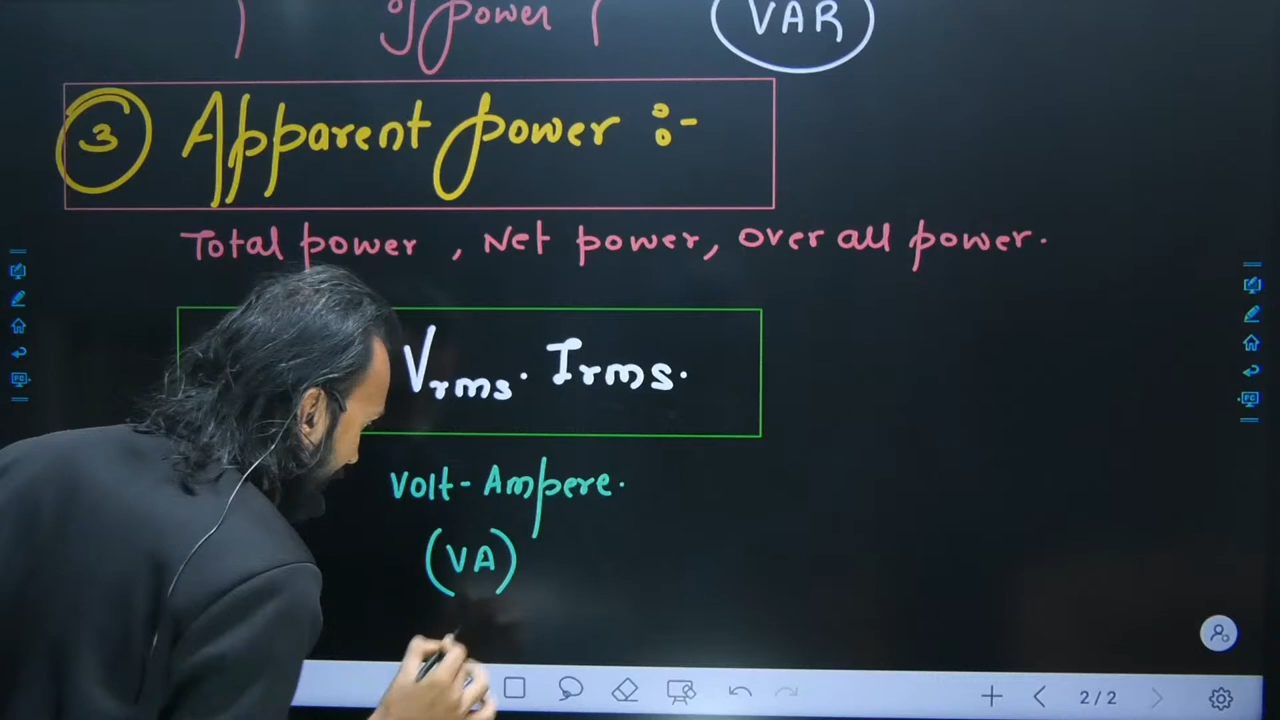 of power VAR
3 Apparent power :-
Total power, Net power, Over all power.
Vrms. Irms.
Volt-Ampere.
(VA)
2/2